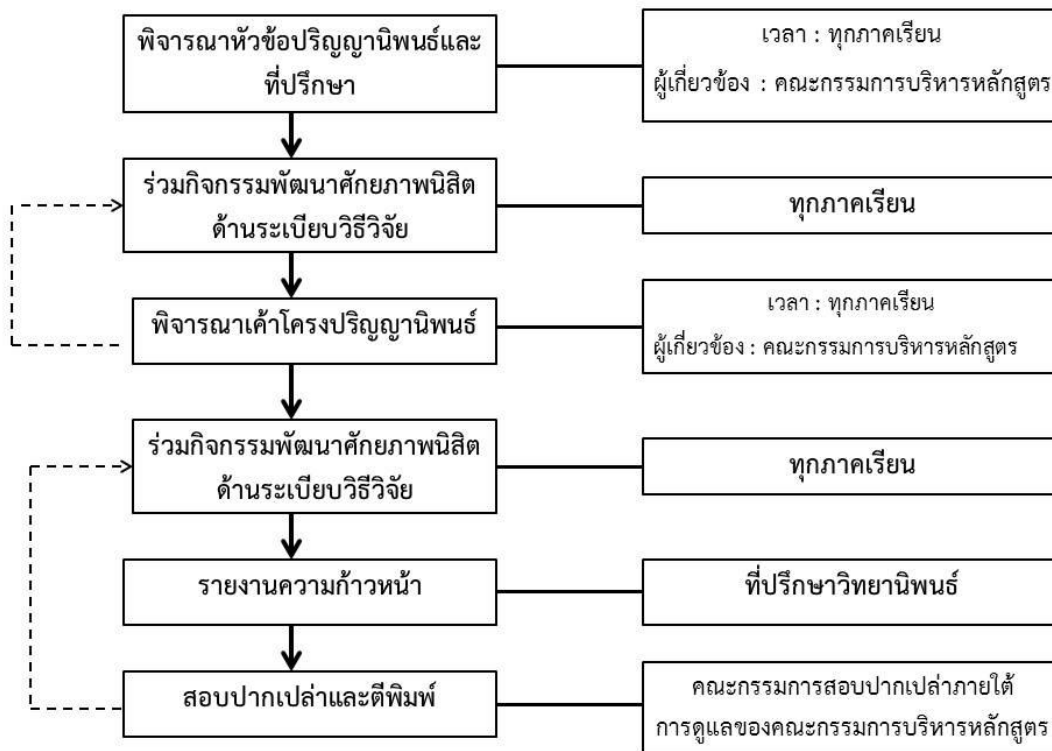 พิจารณาหัวข้อปริญญานิพนธ์และ
ที่ปรึกษา
เวลา : ทุกภาคเรียน
ผู้เกี่ยวข้อง : คณะกรรมการบริหารหลักสูตร
ร่วมกิจกรรมพัฒนาศักยภาพนิสิต
ด้านระเบียบวิธีวิจัย
ทุกภาคเรียน
พิจารณาเค้าโครงปริญญานิพนธ์
เวลา : ทุกภาคเรียน
ผู้เกี่ยวข้อง : คณะกรรมการบริหารหลักสูตร
ร่วมกิจกรรมพัฒนาศักยภาพนิสิต
ด้านระเบียบวิธีวิจัย
ทุกภาคเรียน
รายงานความก้าวหน้า
ที่ปรึกษาวิทยานิพนธ์
สอบปากเปล่าและตีพิมพ์
คณะกรรมการสอบปากเปล่าภายใต้
การดูแลของคณะกรรมการบริหารหลักสูตร